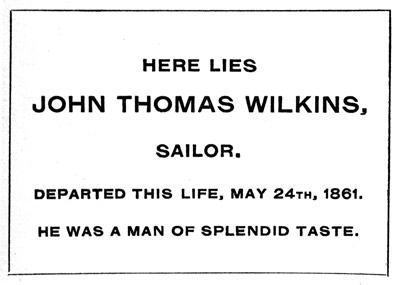 HERE LIES
JOHN THOMAS WILKINS,
SAILOR.
DEPARTED THIS LIFE, MAY 24TH, 1861.
HE WAS A MAN OF SPLENDID TASTE.